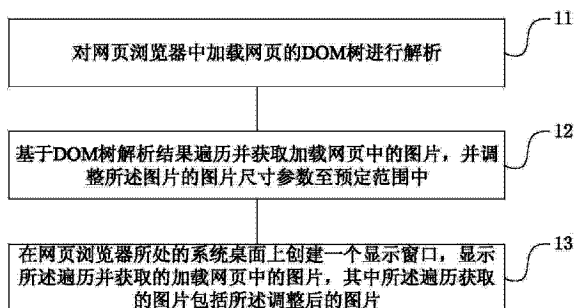 11
对网页浏览器中加载网页的DOM树进行解析
12
基于DOM树解析结果遍历并获取加载网页中的图片，并调
整所述图片的图片尺寸参数至预定范围中
13
在网页浏览器所处的系统桌面上创建一个显示窗口，显示
所述遍历并获取的加载网页中的图片，其中所述遍历获取
的图片包括所述调整后的图片